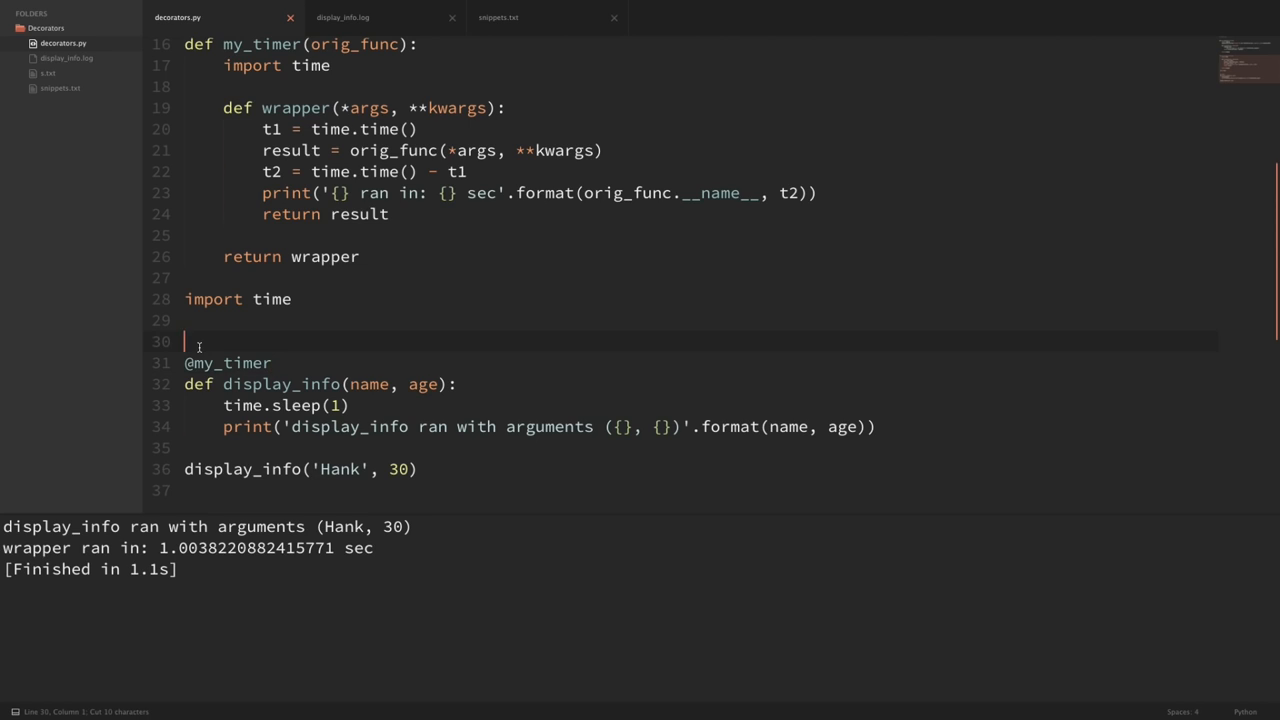 FOLDERS
Decorators
decorators.py
display_info.log
s.txt
snippets.txt
decorators.py
display_info.log
snippets.txt
16 def my_timer(orig_func):
17 import time
18
19 def wrapper(*args, **kwargs):
20 t1 = time.time()
21 result = orig_func(*args, **kwargs)
22 t2 = time.time() - t1
23 print('{} ran in: {} sec'.format(orig_func.__name__, t2))
24 return result
25
26 return wrapper
27
28 import time
29
30
31 @my_timer
32 def display_info(name, age):
33 time.sleep(1)
34 print('display_info ran with arguments ({}, {})'.format(name, age))
35
36 display_info('Hank', 30)
37
display_info ran with arguments (Hank, 30)
wrapper ran in: 1.0038220882415771 sec
[Finished in 1.1s]
Line 30, Column 1; Cut 10 characters
Spaces: 4
Python